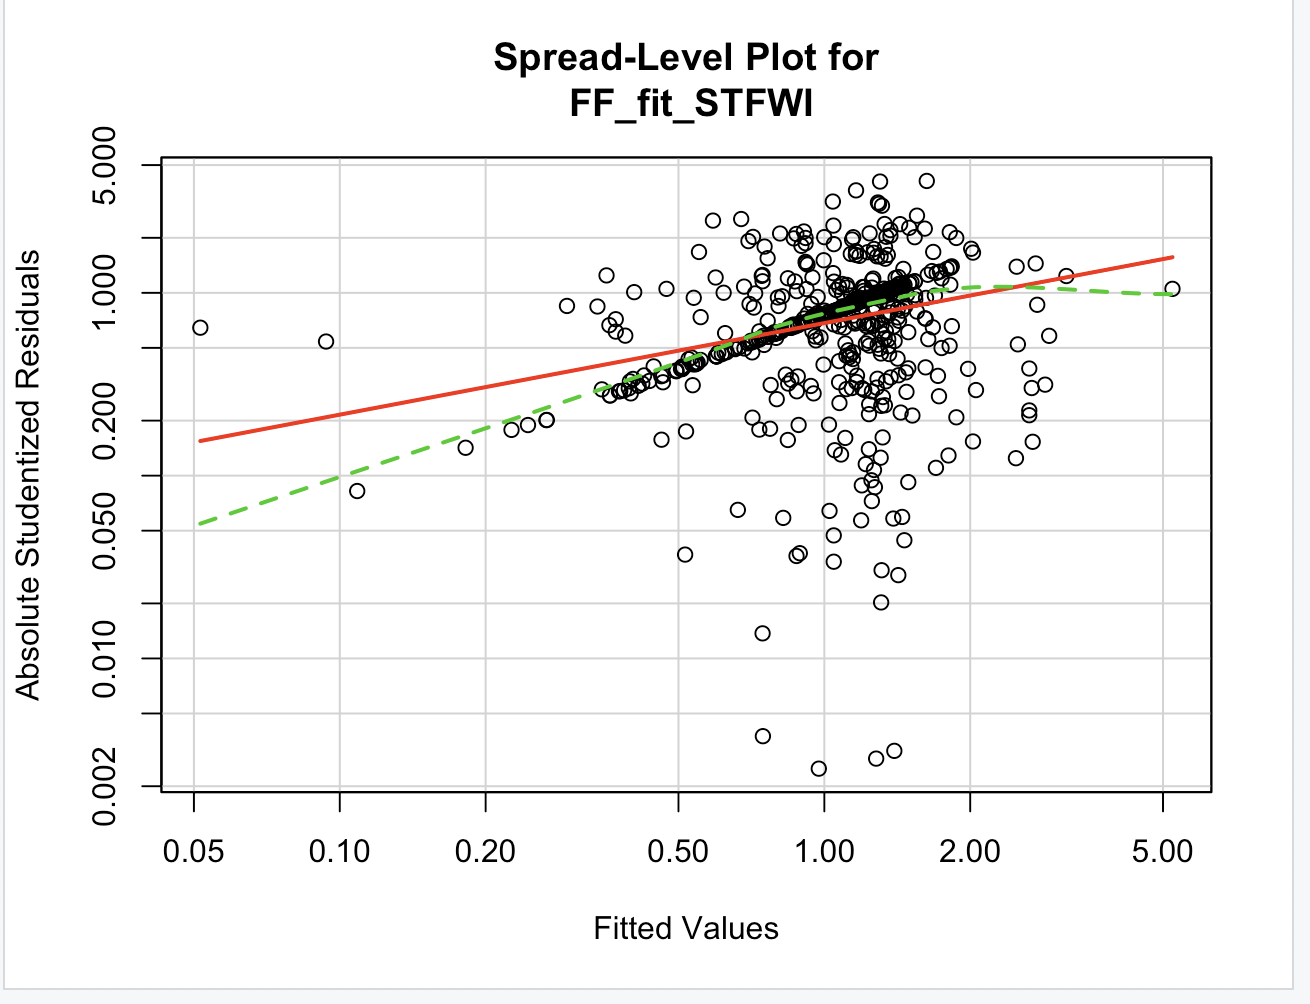 Spread-Level Plot for
FF_fit_STFWI
Absolute Studentized Residuals
5.000
1.000
0.200
0.050
0.010
0.002
0.05 0.10 0.20 0.50 1.00 2.00 5.00
Fitted Values